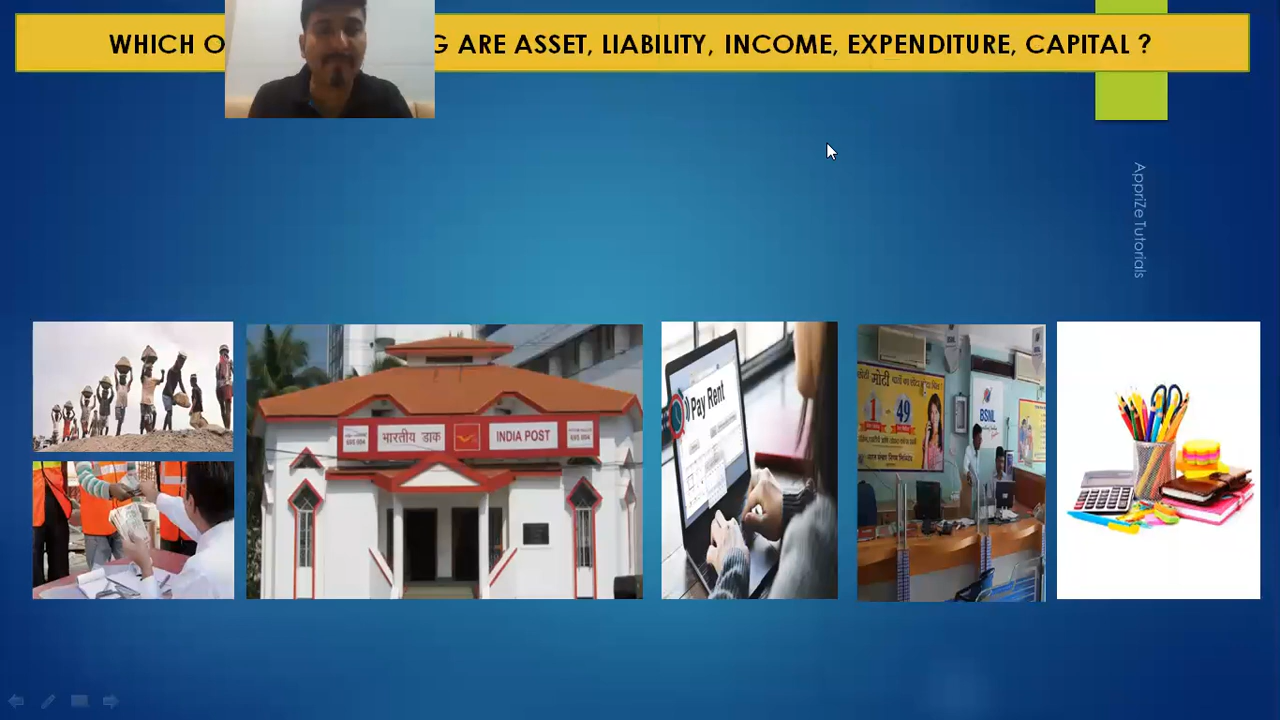 WHICH O
G ARE ASSET, LIABILITY, INCOME, EXPENDITURE, CAPITAL ?
AppriZe Tutorials
भारतीय डाक
INDIA POST
Pay Rent
मोटी
1
49
BSNL